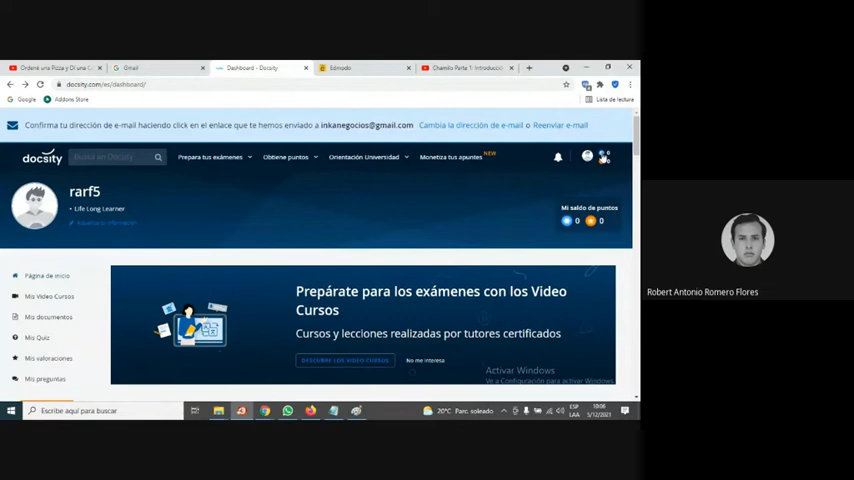 Ordené una Pizza y Di una C
Gmail
Dashboard - Docsity
Edmodo
Chamilo Parte 1: Introducció
docsity.com/es/dashboard/
Google
Addons Store
Lista de lectura
Confirma tu dirección de e-mail haciendo click en el enlace que te hemos enviado a inkanegocios@gmail.com Cambia la dirección de e-mail o Reenviar e-mail
docsity
Busca en Docsity
Prepara tus exámenes
Obtiene puntos
Orientación Universidad
Monetiza tus apuntes
NEW
0
0
rarf5
• Life Long Learner
Mi saldo de puntos
0 0
Página de inicio
Mis Video Cursos
Mis documentos
Mis Quiz
Mis valoraciones
Mis preguntas
Prepárate para los exámenes con los Video
Cursos
Cursos y lecciones realizadas por tutores certificados
DESCUBRE LOS VIDEO CURSOS
No me interesa
Activar Windows
Ve a Configuración para activar Windows.
Escribe aquí para buscar
20°C Parc. soleado
ESP
LAA
10:06
5/12/2021
Robert Antonio Romero Flores